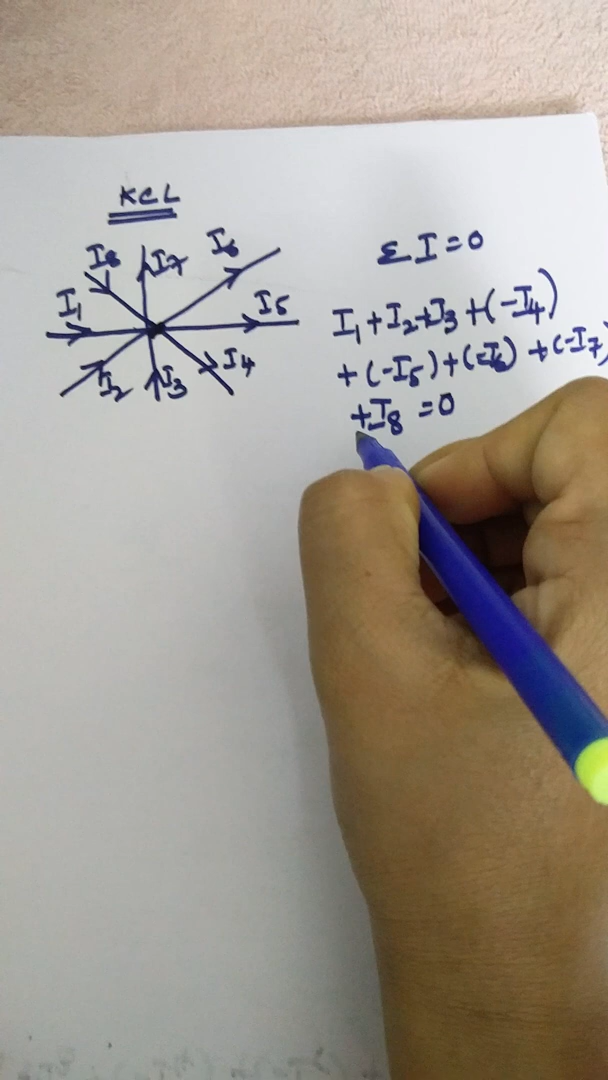 KCL
I8 I7 I6
I1 I5
I2 I3 I4
ΣI=0
I1+I2+I3+(-I4)
+(-I5)+(-I6)+(-I7)
+I8=0